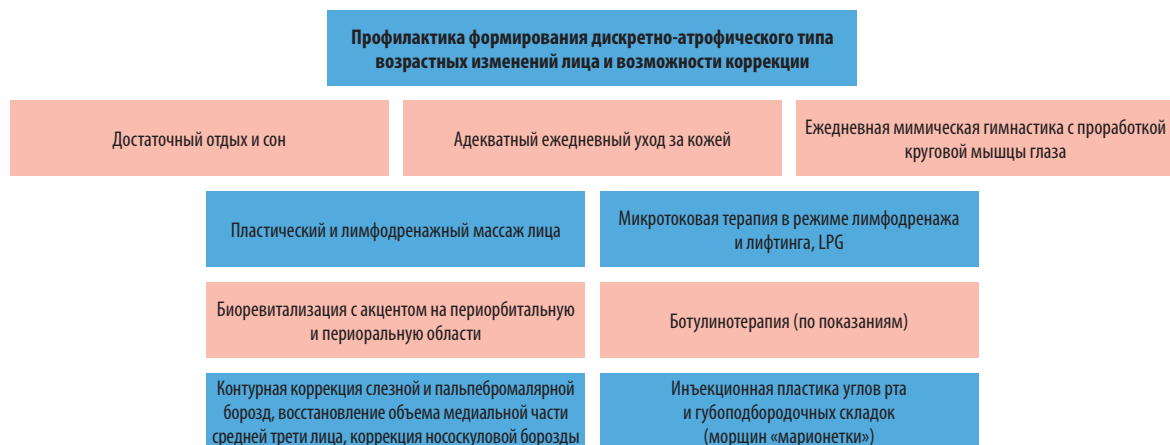 Профилактика формирования дискретно-атрофического типа
возрастных изменений лица и возможности коррекции
Достаточный отдых и сон
Адекватный ежедневный уход за кожей
Ежедневная мимическая гимнастика с проработкой
круговой мышцы глаза
Пластический и лимфодренажный массаж лица
Микротоковая терапия в режиме лимфодренажа
и лифтинга, LPG
Биоревитализация с акцентом на периорбитальную
и периоральную области
Ботулинотерапия (по показаниям)
Контурная коррекция слезной и пальпебромалярной
борозд, восстановление объема медиальной части
средней трети лица, коррекция нососкуловой борозды
Инъекционная пластика углов рта
и губоподбородочных складок
(морщин «марионетки»)